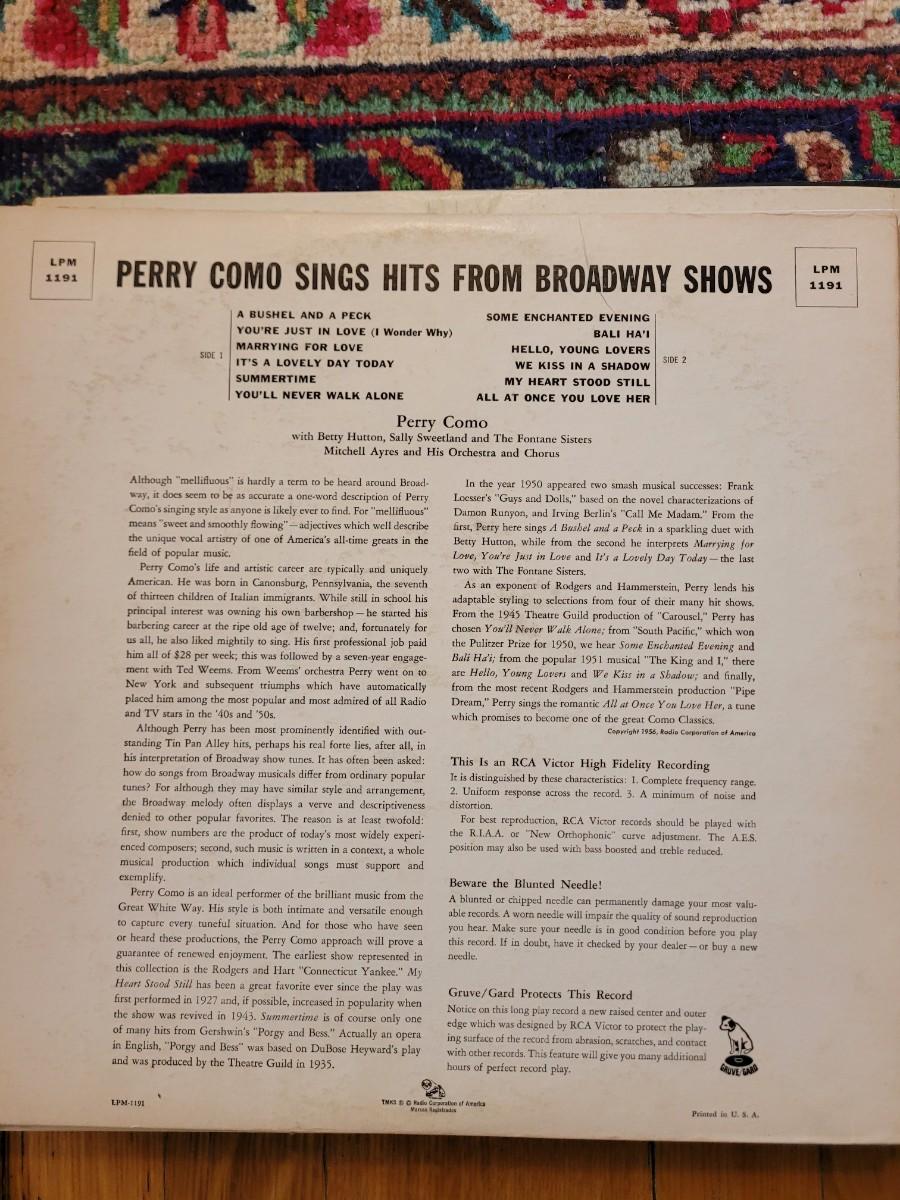 LPM
1191
PERRY COMO SINGS HITS FROM BROADWAY SHOWS
LPM
1191
SIDE 1
A BUSHEL AND A PECK
YOU'RE JUST IN LOVE (I Wonder Why)
MARRYING FOR LOVE
IT'S A LOVELY DAY TODAY
SUMMERTIME
YOU'LL NEVER WALK ALONE
SOME ENCHANTED EVENING
BALI HA'I
HELLO, YOUNG LOVERS
WE KISS IN A SHADOW
MY HEART STOOD STILL
ALL AT ONCE YOU LOVE HER
SIDE 2
Perry Como
with Betty Hutton, Sally Sweetland and The Fontane Sisters
Mitchell Ayres and His Orchestra and Chorus
Although "mellifluous" is hardly a term to be heard around Broad-
way, it does seem to be as accurate a one-word description of Perry
Como's singing style as anyone is likely ever to find. For "mellifluous"
means "sweet and smoothly flowing"—adjectives which well describe
the unique vocal artistry of one of America's all-time greats in the
field of popular music.
Perry Como's life and artistic career are typically and uniquely
American. He was born in Canonsburg, Pennsylvania, the seventh
of thirteen children of Italian immigrants. While still in school his
principal interest was owning his own barbershop—he started his
barbering career at the ripe old age of twelve; and, fortunately for
us all, he also liked mightily to sing. His first professional job paid
him all of $28 per week; this was followed by a seven-year engage-
ment with Ted Weems. From Weems' orchestra Perry went on to
New York and subsequent triumphs which have automatically
placed him among the most popular and most admired of all Radio
and TV stars in the '40s and '50s.
Although Perry has been most prominently identified with out-
standing Tin Pan Alley hits, perhaps his real forte lies, after all, in
his interpretation of Broadway show tunes. It has often been asked:
how do songs from Broadway musicals differ from ordinary popular
tunes? For although they may have similar style and arrangement,
the Broadway melody often displays a verve and descriptiveness
denied to other popular favorites. The reason is at least twofold:
first, show numbers are the product of today's most widely experi-
enced composers; second, such music is written in a context, a whole
musical production which individual songs must support and
exemplify.
Perry Como is an ideal performer of the brilliant music from the
Great White Way. His style is both intimate and versatile enough
to capture every tuneful situation. And for those who have seen
or heard these productions, the Perry Como approach will prove a
guarantee of renewed enjoyment. The earliest show represented in
this collection is the Rodgers and Hart "Connecticut Yankee." My
Heart Stood Still has been a great favorite ever since the play was
first performed in 1927 and, if possible, increased in popularity when
the show was revived in 1943. Summertime is of course only one
of many hits from Gershwin's "Porgy and Bess." Actually an opera
in English, "Porgy and Bess" was based on DuBose Heyward's play
and was produced by the Theatre Guild in 1935.
In the year 1950 appeared two smash musical successes: Frank
Loesser's "Guys and Dolls," based on the novel characterizations of
Damon Runyon, and Irving Berlin's "Call Me Madam." From the
first, Perry here sings A Bushel and a Peck in a sparkling duet with
Betty Hutton, while from the second he interprets Marrying for
Love, You're Just in Love and It's a Lovely Day Today—the last
two with The Fontane Sisters.
As an exponent of Rodgers and Hammerstein, Perry lends his
adaptable styling to selections from four of their many hit shows.
From the 1945 Theatre Guild production of "Carousel," Perry has
chosen You'll Never Walk Alone; from "South Pacific," which won
the Pulitzer Prize for 1950, we hear Some Enchanted Evening and
Bali Ha'i; from the popular 1951 musical "The King and I," there
are Hello, Young Lovers and We Kiss in a Shadow; and finally,
from the most recent Rodgers and Hammerstein production "Pipe
Dream," Perry sings the romantic All at Once You Love Her, a tune
which promises to become one of the great Como Classics.
Copyright 1956, Radio Corporation of America
This Is an RCA Victor High Fidelity Recording
It is distinguished by these characteristics: 1. Complete frequency range.
2. Uniform response across the record. 3. A minimum of noise and
distortion.
For best reproduction, RCA Victor records should be played with
the R.I.A.A. or "New Orthophonic" curve adjustment. The A.E.S.
position may also be used with bass boosted and treble reduced.
Beware the Blunted Needle!
A blunted or chipped needle can permanently damage your most valu-
able records. A worn needle will impair the quality of sound reproduction
you hear. Make sure your needle is in good condition before you play
this record. If in doubt, have it checked by your dealer—or buy a new
needle.
Gruve/Gard Protects This Record
Notice on this long play record a new raised center and outer
edge which was designed by RCA Victor to protect the play-
ing surface of the record from abrasion, scratches, and contact
with other records. This feature will give you many additional
hours of perfect record play.
GRUVE/GARD
LPM-1191
TMKS ® © Radio Corporation of America
Marcas Registradas
Printed in U. S. A.